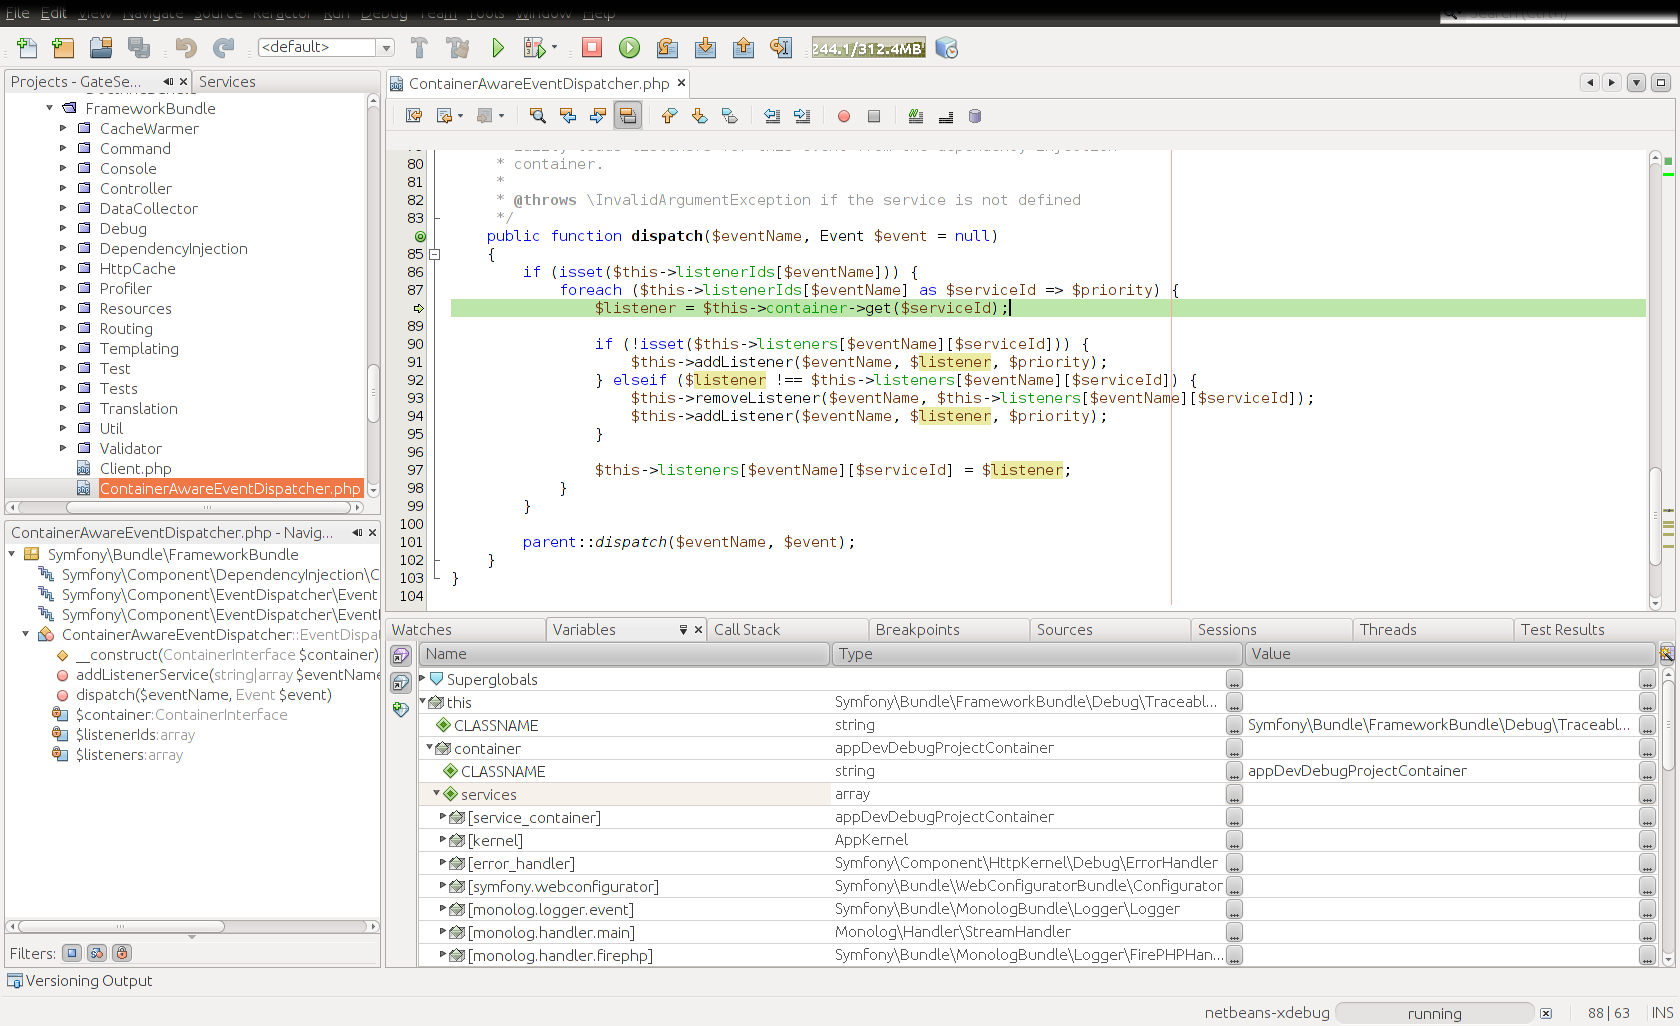 File Edit View Navigate Source Refactor Run Debug Team Tools Window Help
<default>
244.1/312.4MB
Projects - GateSe...
Services
FrameworkBundle
CacheWarmer
Command
Console
Controller
DataCollector
Debug
DependencyInjection
HttpCache
Profiler
Resources
Routing
Templating
Test
Tests
Translation
Util
Validator
Client.php
ContainerAwareEventDispatcher.php
ContainerAwareEventDispatcher.php - Navig...
Symfony\Bundle\FrameworkBundle
Symfony\Component\DependencyInjection\C
Symfony\Component\EventDispatcher\Event
Symfony\Component\EventDispatcher\Event
ContainerAwareEventDispatcher::EventDispat
__construct(ContainerInterface $container)
addListenerService(string|array $eventName
dispatch($eventName, Event $event)
$container:ContainerInterface
$listenerIds:array
$listeners:array
Filters:
Versioning Output
ContainerAwareEventDispatcher.php
80 * container.
81 *
82 * @throws \InvalidArgumentException if the service is not defined
83 */
public function dispatch($eventName, Event $event = null)
85 {
86 if (isset($this->listenerIds[$eventName])) {
87 foreach ($this->listenerIds[$eventName] as $serviceId => $priority) {
$listener = $this->container->get($serviceId);
89
90 if (!isset($this->listeners[$eventName][$serviceId])) {
91 $this->addListener($eventName, $listener, $priority);
92 } elseif ($listener !== $this->listeners[$eventName][$serviceId]) {
93 $this->removeListener($eventName, $this->listeners[$eventName][$serviceId]);
94 $this->addListener($eventName, $listener, $priority);
95 }
96
97 $this->listeners[$eventName][$serviceId] = $listener;
98 }
99 }
100
101 parent::dispatch($eventName, $event);
102 }
103 }
104
Watches Variables Call Stack Breakpoints Sources Sessions Threads Test Results
Name Type Value
Superglobals
this Symfony\Bundle\FrameworkBundle\Debug\Traceabl...
CLASSNAME string Symfony\Bundle\FrameworkBundle\Debug\Traceabl...
container appDevDebugProjectContainer
CLASSNAME string appDevDebugProjectContainer
services array
[service_container] appDevDebugProjectContainer
[kernel] AppKernel
[error_handler] Symfony\Component\HttpKernel\Debug\ErrorHandler
[symfony.webconfigurator] Symfony\Bundle\WebConfiguratorBundle\Configurator
[monolog.logger.event] Symfony\Bundle\MonologBundle\Logger\Logger
[monolog.handler.main] Monolog\Handler\StreamHandler
[monolog.handler.firephp] Symfony\Bundle\MonologBundle\Logger\FirePHPHan...
netbeans-xdebug running 88|63 INS